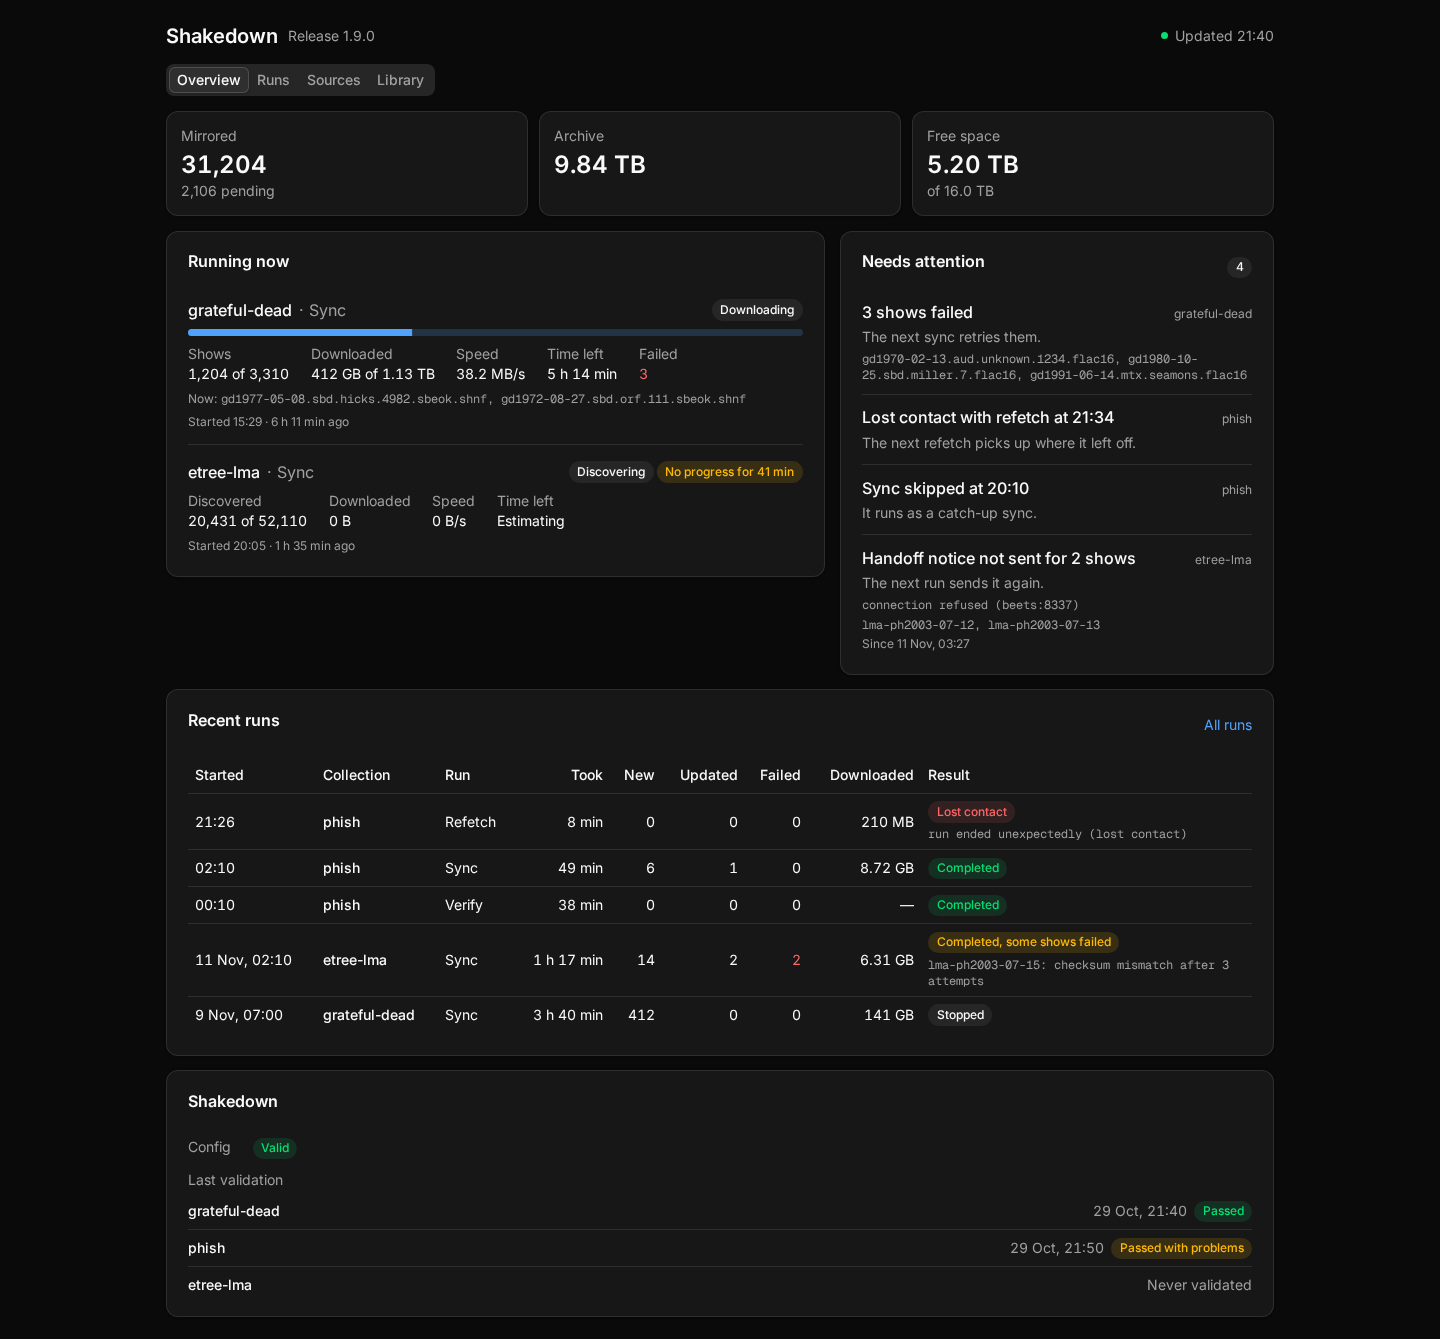 Shakedown Release 1.9.0
Updated 21:40
Overview Runs Sources Library
Mirrored
31,204
2,106 pending
Archive
9.84 TB
Free space
5.20 TB
of 16.0 TB
Running now
grateful-dead · Sync Downloading
Shows Downloaded Speed Time left Failed
1,204 of 3,310 412 GB of 1.13 TB 38.2 MB/s 5 h 14 min 3
Now: gd1977-05-08.sbd.hicks.4982.sbeok.shnf, gd1972-08-27.sbd.orf.111.sbeok.shnf
Started 15:29 · 6 h 11 min ago
etree-lma · Sync Discovering No progress for 41 min
Discovered Downloaded Speed Time left
20,431 of 52,110 0 B 0 B/s Estimating
Started 20:05 · 1 h 35 min ago
Needs attention 4
3 shows failed grateful-dead
The next sync retries them.
gd1970-02-13.aud.unknown.1234.flac16, gd1980-10-
25.sbd.miller.7.flac16, gd1991-06-14.mtx.seamons.flac16
Lost contact with refetch at 21:34 phish
The next refetch picks up where it left off.
Sync skipped at 20:10 phish
It runs as a catch-up sync.
Handoff notice not sent for 2 shows etree-lma
The next run sends it again.
connection refused (beets:8337)
lma-ph2003-07-12, lma-ph2003-07-13
Since 11 Nov, 03:27
Recent runs All runs
Started Collection Run Took New Updated Failed Downloaded Result
21:26 phish Refetch 8 min 0 0 0 210 MB Lost contact
run ended unexpectedly (lost contact)
02:10 phish Sync 49 min 6 1 0 8.72 GB Completed
00:10 phish Verify 38 min 0 0 0 — Completed
11 Nov, 02:10 etree-lma Sync 1 h 17 min 14 2 2 6.31 GB Completed, some shows failed
lma-ph2003-07-15: checksum mismatch after 3
attempts
9 Nov, 07:00 grateful-dead Sync 3 h 40 min 412 0 0 141 GB Stopped
Shakedown
Config Valid
Last validation
grateful-dead 29 Oct, 21:40 Passed
phish 29 Oct, 21:50 Passed with problems
etree-lma Never validated